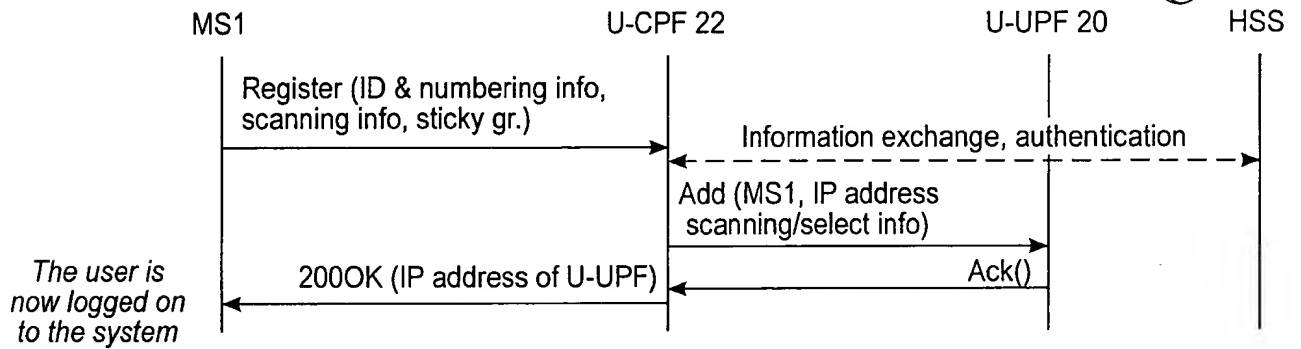 MS1 U-CPF 22 U-UPF 20 HSS
Register (ID & numbering info,
scanning info, sticky gr.)
Information exchange, authentication
Add (MS1, IP address
scanning/select info)
Ack()
200OK (IP address of U-UPF)
The user is
now logged on
to the system